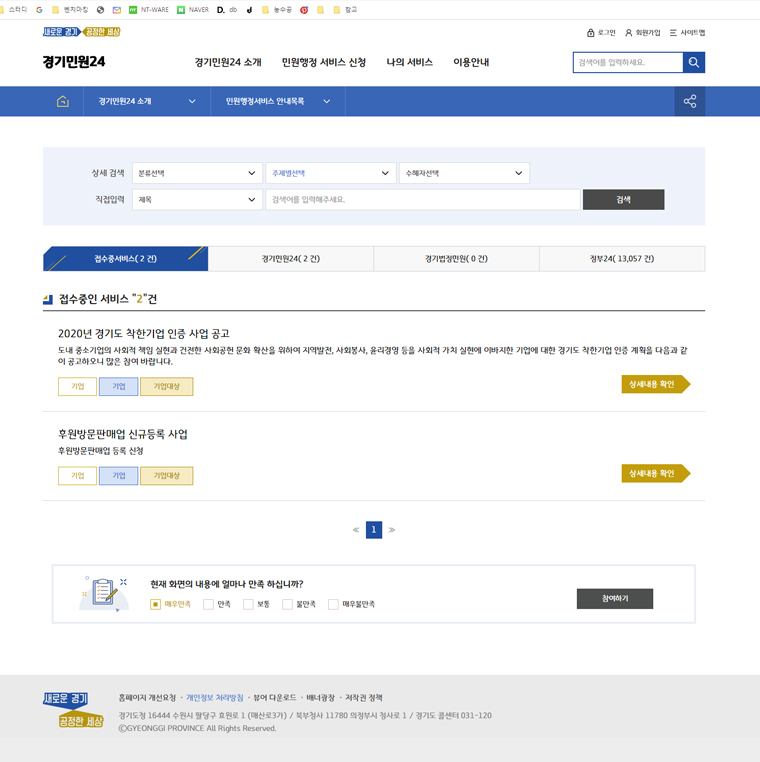 스터디 G 벤치마킹 NT-WARE NAVER D. db 농수공 참고
새로운 경기 공정한 세상
로그인 회원가입 사이트맵
경기민원24 경기민원24 소개 민원행정 서비스 신청 나의 서비스 이용안내 검색어를 입력하세요.
경기민원24 소개 민원행정서비스 안내목록
상세 검색 분류선택 주제별선택 수혜자선택
직접입력 제목 검색어를 입력해주세요. 검색
접수중서비스( 2 건) 경기민원24( 2 건) 경기법정민원( 0 건) 정부24( 13,057 건)
접수중인 서비스 "2"건
2020년 경기도 착한기업 인증 사업 공고
도내 중소기업의 사회적 책임 실현과 건전한 사회공헌 문화 확산을 위하여 지역발전, 사회봉사, 윤리경영 등을 사회적 가치 실현에 이바지한 기업에 대한 경기도 착한기업 인증 계획을 다음과 같
이 공고하오니 많은 참여 바랍니다.
기업 기업 기업대상 상세내용 확인
후원방문판매업 신규등록 사업
후원방문판매업 등록 신청
기업 기업 기업대상 상세내용 확인
≪ 1 ≫
현재 화면의 내용에 얼마나 만족 하십니까?
매우만족 만족 보통 불만족 매우불만족 참여하기
새로운 경기
공정한 세상
홈페이지 개선요청 · 개인정보 처리방침 · 뷰어 다운로드 · 배너광장 · 저작권 정책
경기도청 16444 수원시 팔달구 효원로 1 (매산로3가) / 북부청사 11780 의정부시 청사로 1 / 경기도 콜센터 031-120
ⓒGYEONGGI PROVINCE All Rights Reserved.